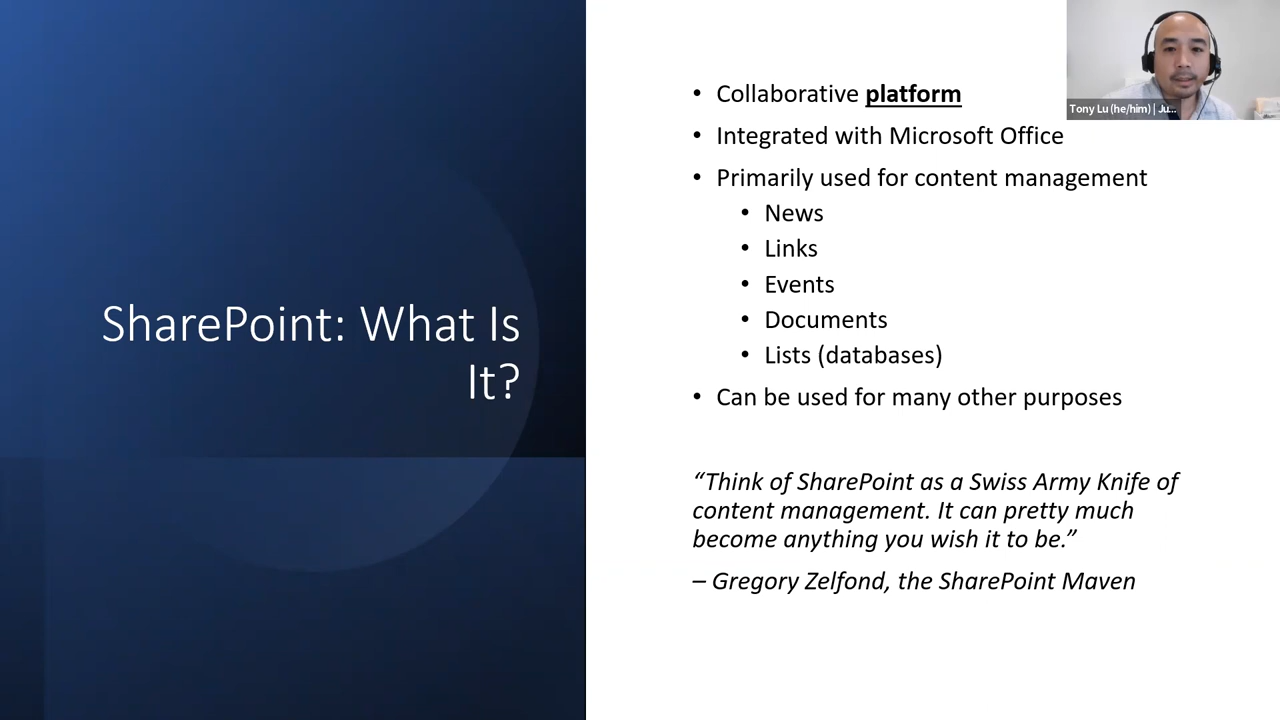 SharePoint: What Is
It?
• Collaborative platform
• Integrated with Microsoft Office
• Primarily used for content management
• News
• Links
• Events
• Documents
• Lists (databases)
• Can be used for many other purposes
“Think of SharePoint as a Swiss Army Knife of
content management. It can pretty much
become anything you wish it to be.”
– Gregory Zelfond, the SharePoint Maven
Tony Lu (he/him) | Ju...